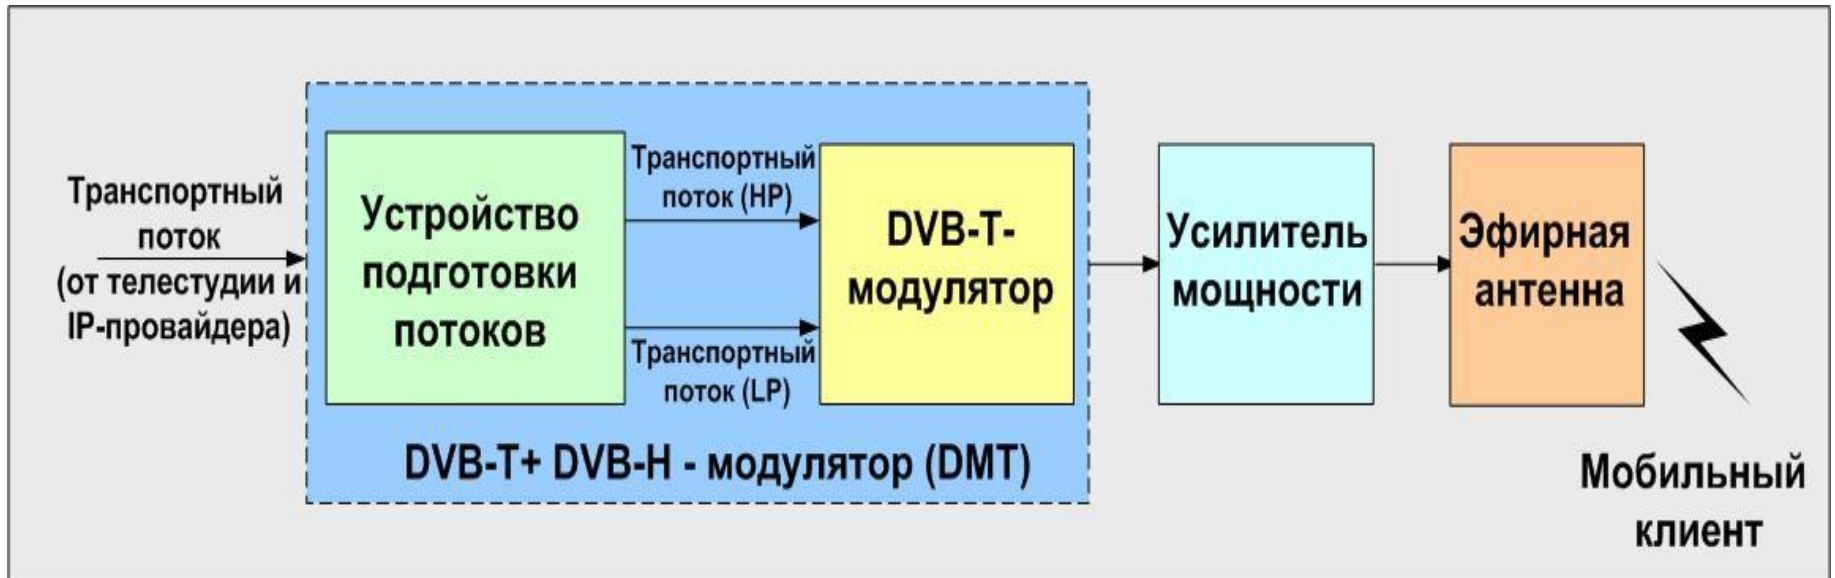 Транспортный
поток
(от телестудии и
IP-провайдера)
Устройство
подготовки
потоков
Транспортный
поток (HP)
Транспортный
поток (LP)
DVB-T-
модулятор
DVB-T+ DVB-H - модулятор (DMT)
Усилитель
мощности
Эфирная
антенна
Мобильный
клиент